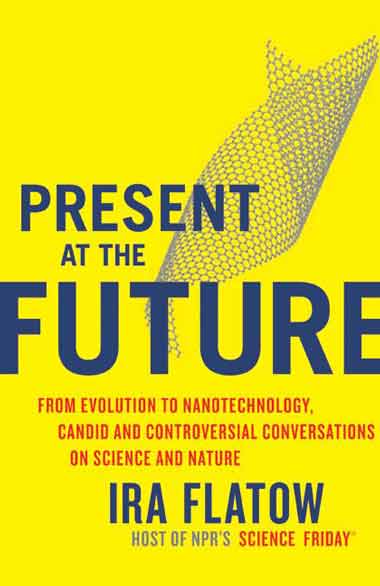 PRESENT
AT THE
FUTURE
FROM EVOLUTION TO NANOTECHNOLOGY,
CANDID AND CONTROVERSIAL CONVERSATIONS
ON SCIENCE AND NATURE
IRA FLATOW
HOST OF NPR'S SCIENCE FRIDAY®